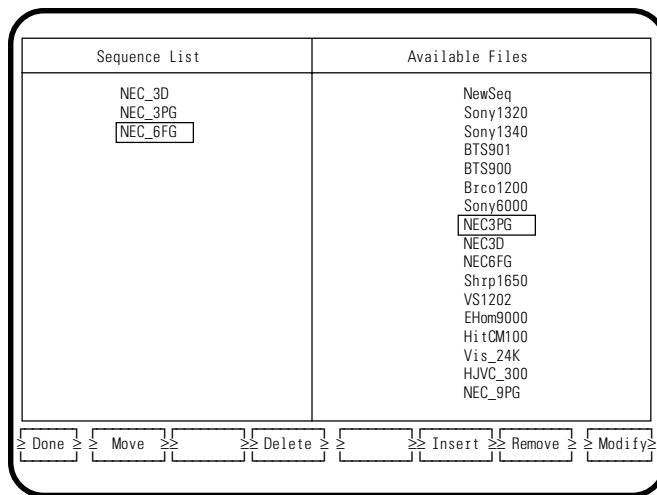 Sequence List
NEC_3D
NEC_3PG
NEC_6FG
Available Files
NewSeq
Sony1320
Sony1340
BTS901
BTS900
Brco1200
Sony6000
NEC3PG
NEC3D
NEC6FG
Shrp1650
VS1202
EHom9000
HitCM100
Vis_24K
HJVC_300
NEC_9PG
≥ Done ≥ ≥ Move ≥≥ ≥≥ Delete ≥ ≥ ≥≥ Insert ≥≥ Remove ≥ ≥ Modify≥